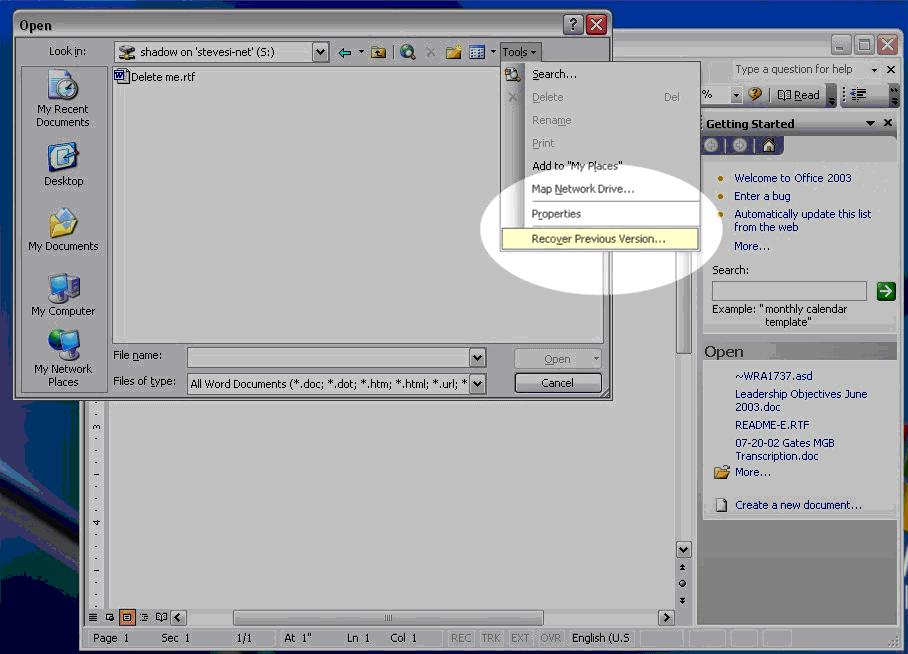 Open
Look in:
shadow on 'stevesi-net' (S:)
Tools
Delete me.rtf
My Recent
Documents
Desktop
My Documents
My Computer
My Network
Places
Search...
Delete Del
Rename
Print
Add to "My Places"
Map Network Drive...
Properties
Recover Previous Version...
File name:
Open
Files of type:
All Word Documents (*.doc; *.dot; *.htm; *.html; *.url; *
Cancel
Type a question for help
%
Read
Getting Started
Welcome to Office 2003
Enter a bug
Automatically update this list
from the web
More...
Search:
Example: "monthly calendar
template"
Open
~WRA1737.asd
Leadership Objectives June
2003.doc
README-E.RTF
07-20-02 Gates MGB
Transcription.doc
More...
Create a new document...
3
4
Page 1 Sec 1 1/1 At 1" Ln 1 Col 1 REC TRK EXT OVR English (U.S